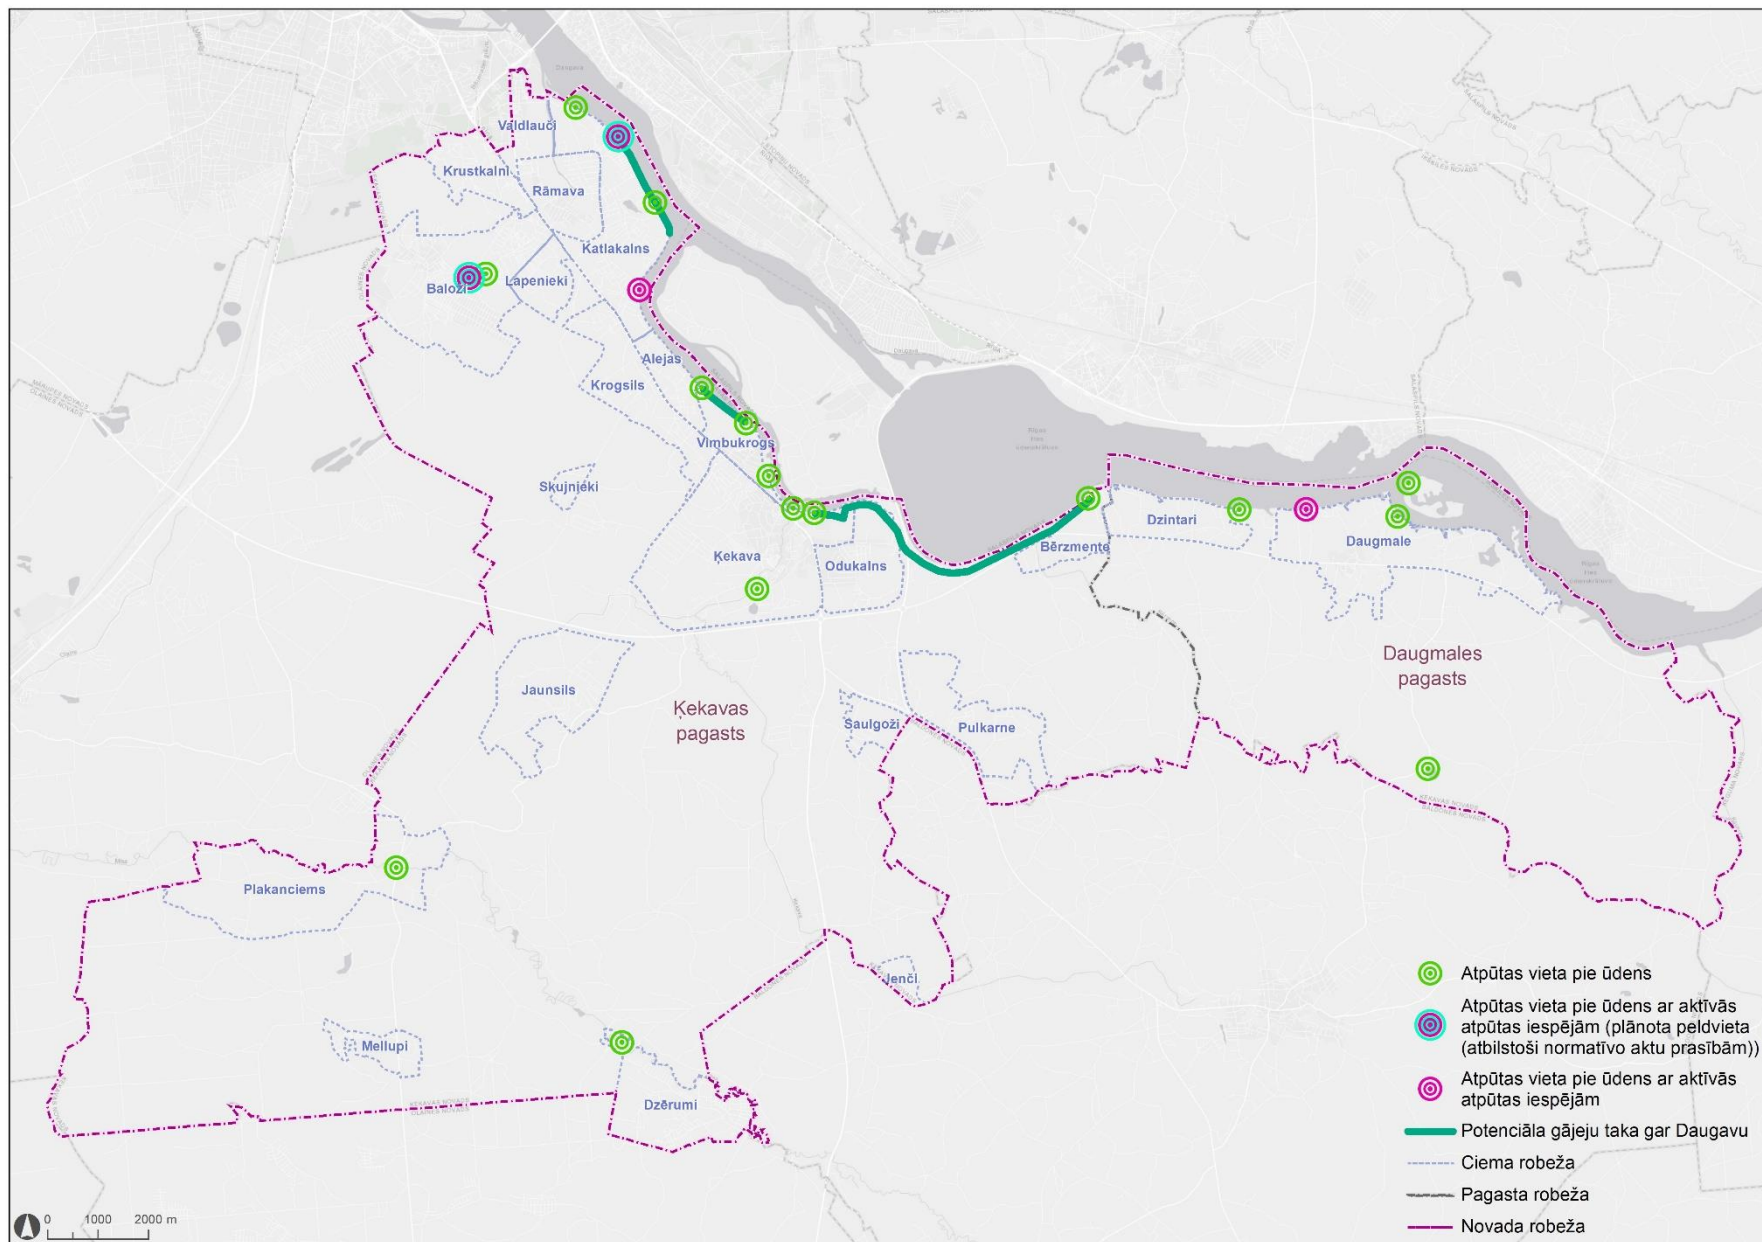 Daugava
Valdlauči
Krustkalni
Rāmava
Katlakalns
Baloži
Lapenieki
Alejas
Krogsils
Vimbukrogs
Skujnieki
Rīgas
Ķekava
Odukalns
Bērzmente
Dzintari
Daugmale
Daugmales
pagasts
Jaunsils
Ķekavas
pagasts
Saulgoži
Pulkarne
Plakanciems
Jenči
Mellupi
Dzērumi
Atpūtas vieta pie ūdens
Atpūtas vieta pie ūdens ar aktīvās
atpūtas iespējām (plānota peldvieta
(atbilstoši normatīvo aktu prasībām))
Atpūtas vieta pie ūdens ar aktīvās
atpūtas iespējām
Potenciāla gājeju taka gar Daugavu
Ciema robeža
Pagasta robeža
Novada robeža
0 1000 2000 m